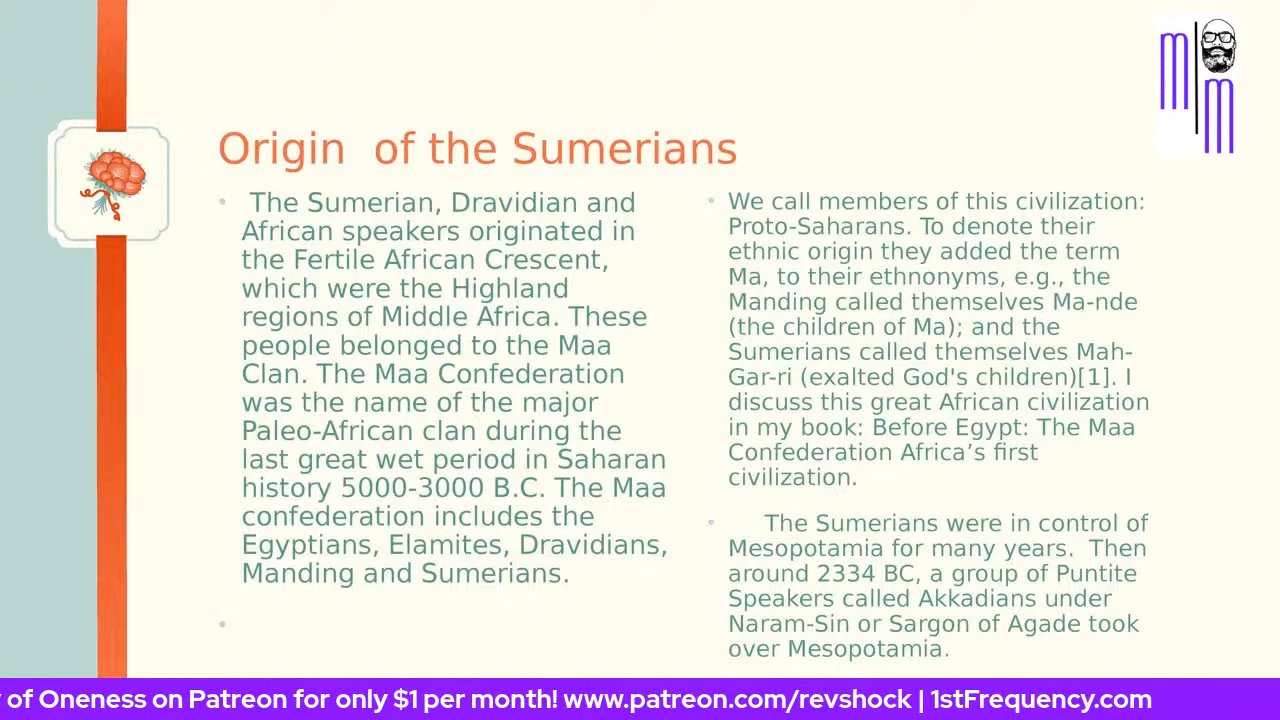 m
m
Origin  of the Sumerians
The Sumerian, Dravidian and
African speakers originated in
the Fertile African Crescent,
which were the Highland
regions of Middle Africa. These
people belonged to the Maa
Clan. The Maa Confederation
was the name of the major
Paleo-African clan during the
last great wet period in Saharan
history 5000-3000 B.C. The Maa
confederation includes the
Egyptians, Elamites, Dravidians,
Manding and Sumerians.
We call members of this civilization:
Proto-Saharans. To denote their
ethnic origin they added the term
Ma, to their ethnonyms, e.g., the
Manding called themselves Ma-nde
(the children of Ma); and the
Sumerians called themselves Mah-
Gar-ri (exalted God's children)[1]. I
discuss this great African civilization
in my book: Before Egypt: The Maa
Confederation Africa’s first
civilization.
The Sumerians were in control of
Mesopotamia for many years.  Then
around 2334 BC, a group of Puntite
Speakers called Akkadians under
Naram-Sin or Sargon of Agade took
over Mesopotamia.
of Oneness on Patreon for only $1 per month! www.patreon.com/revshock | 1stFrequency.com